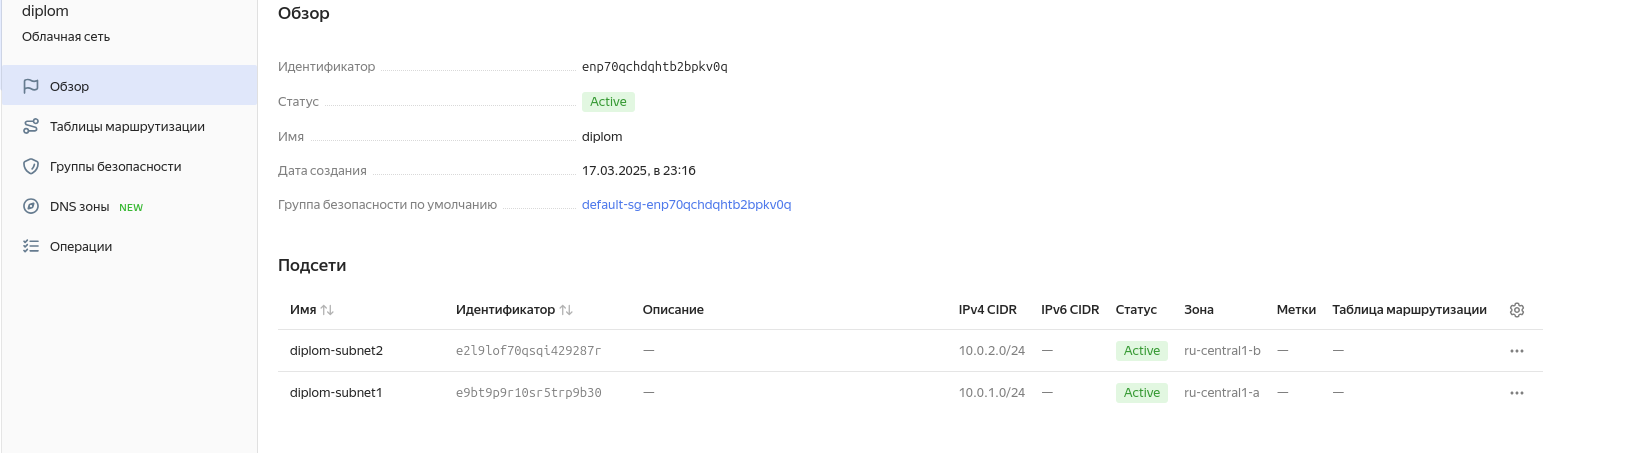 diplom
Облачная сеть
Обзор
Таблицы маршрутизации
Группы безопасности
DNS зоны NEW
Операции
Обзор
Идентификатор enp70qchdqhtb2bpkv0q
Статус Active
Имя diplom
Дата создания 17.03.2025, в 23:16
Группа безопасности по умолчанию default-sg-enp70qchdqhtb2bpkv0q
Подсети
Имя Идентификатор Описание IPv4 CIDR IPv6 CIDR Статус Зона Метки Таблица маршрутизации
diplom-subnet2 e2l9lof70qsqi429287r — 10.0.2.0/24 — Active ru-central1-b — —
diplom-subnet1 e9bt9p9r10sr5trp9b30 — 10.0.1.0/24 — Active ru-central1-a — —